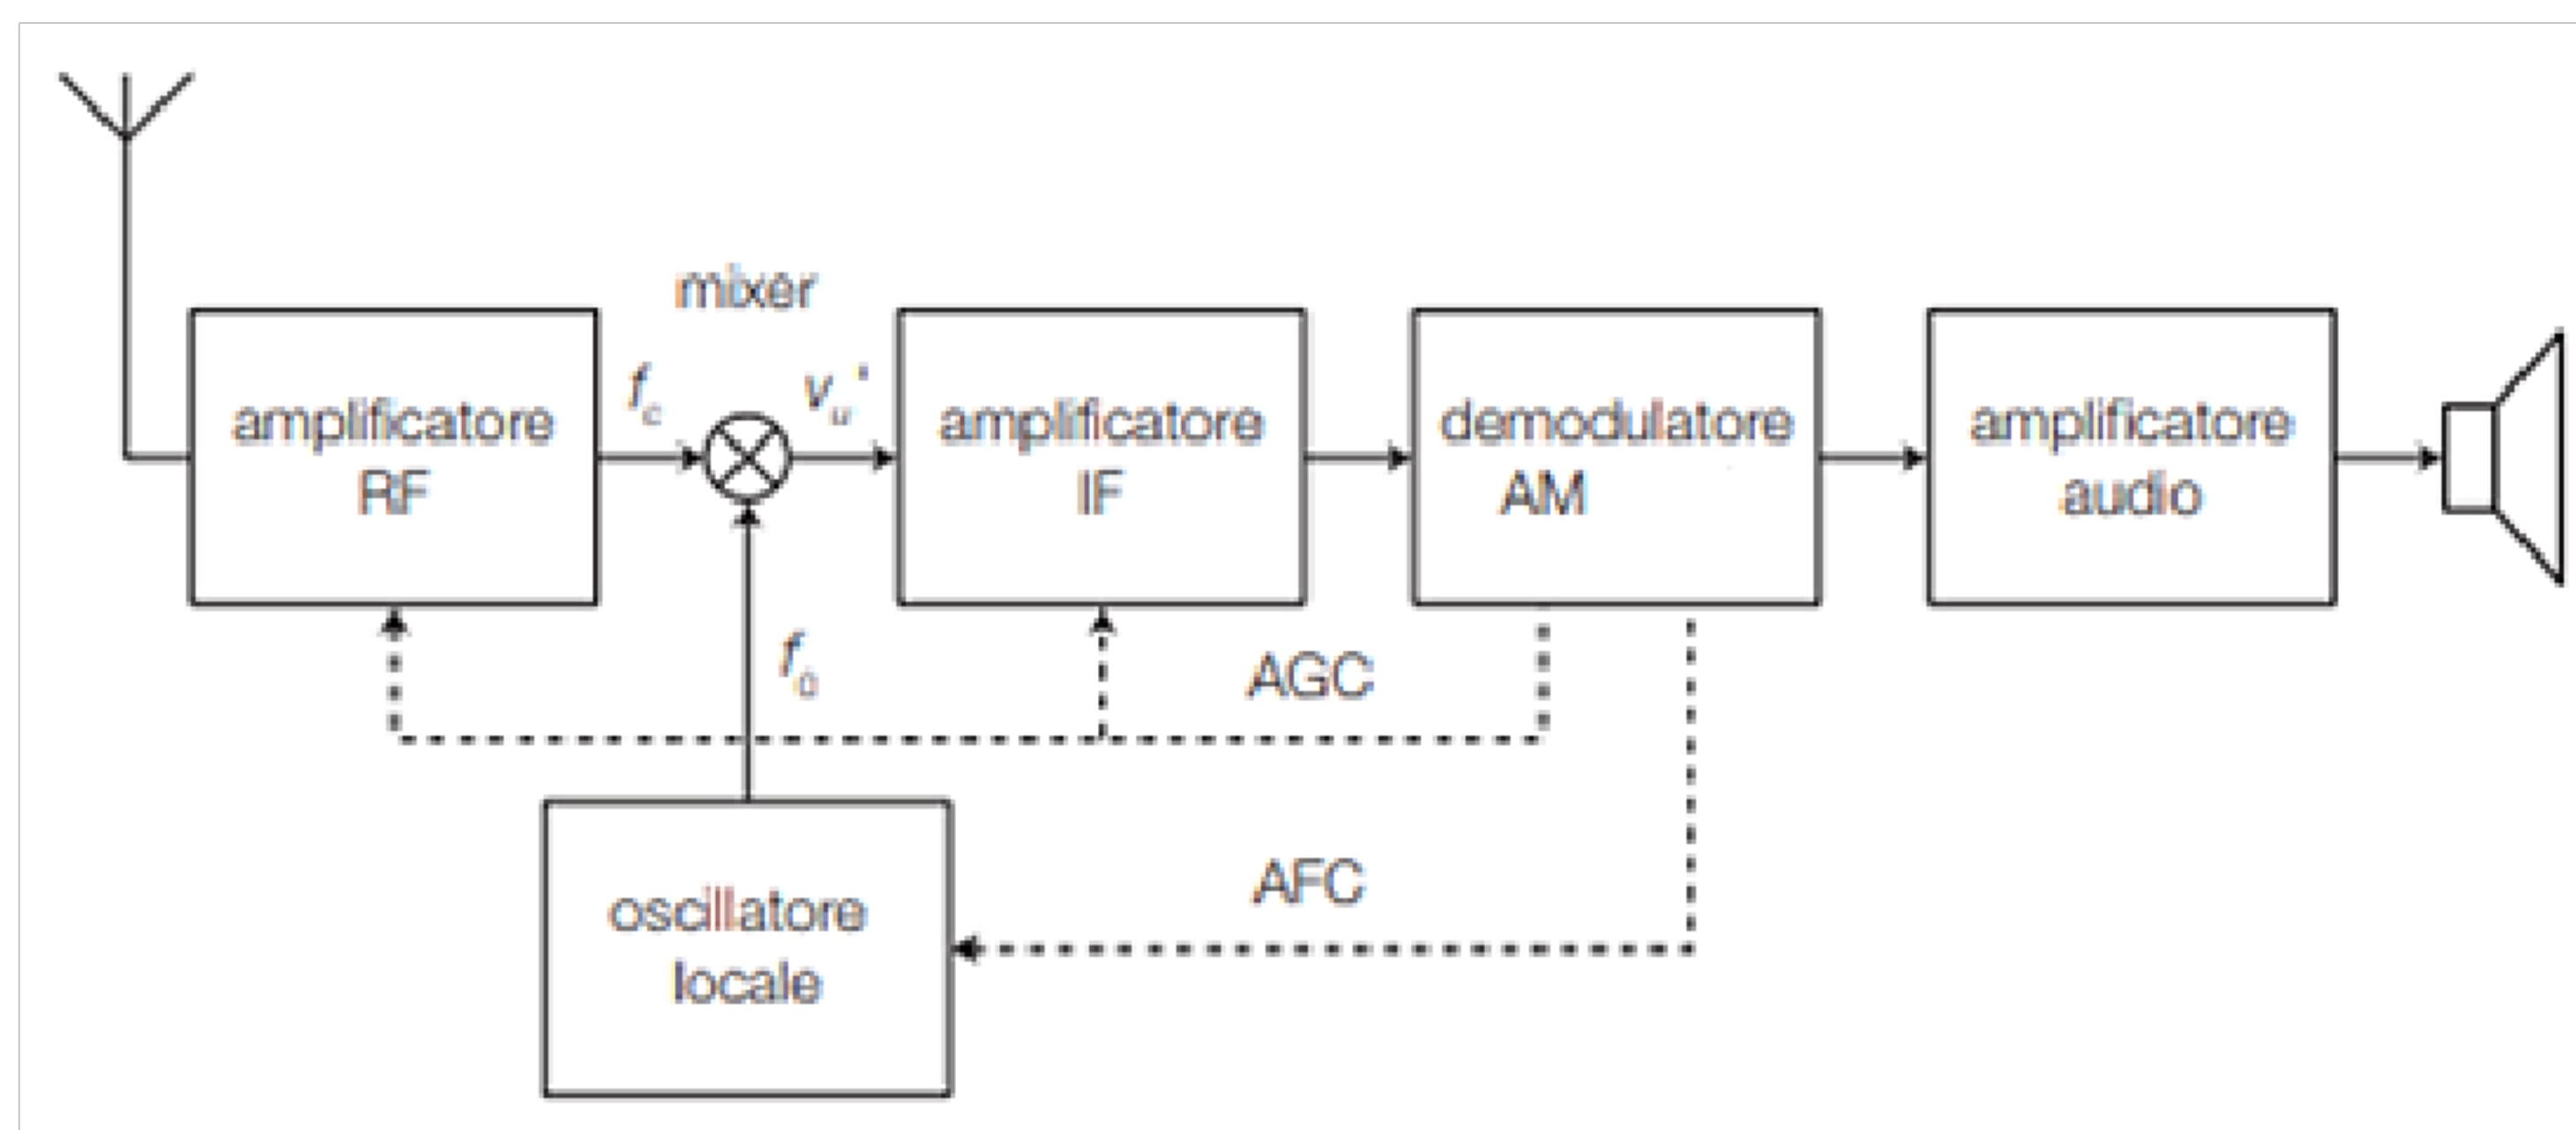 mixer
amplificatore
RF
f_c
v_u'
amplificatore
IF
demodulatore
AM
amplificatore
audio
f_0
AGC
oscillatore
locale
AFC